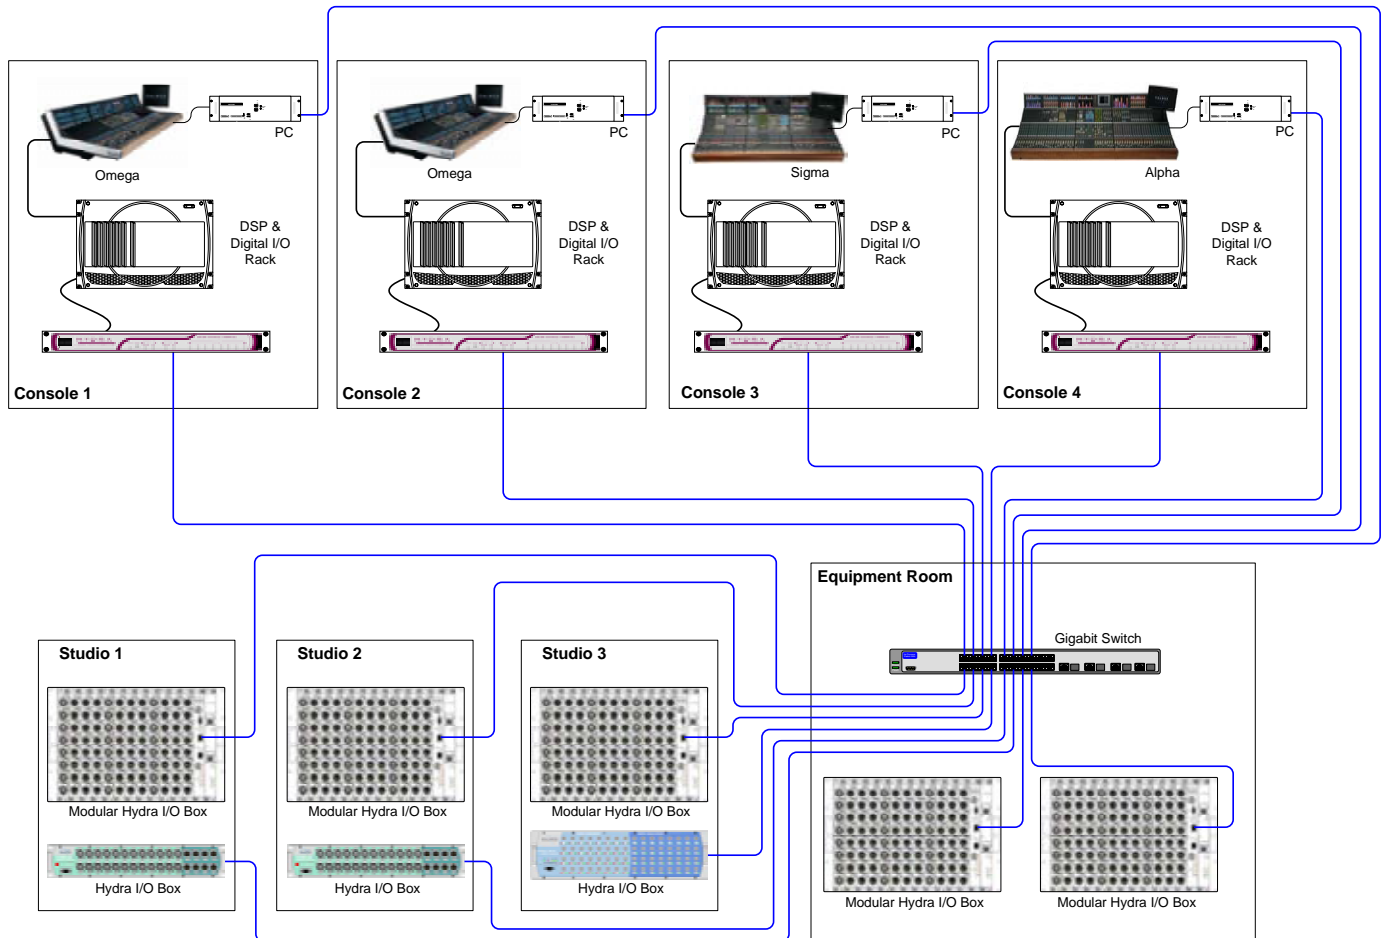 PC
Omega
DSP &
Digital I/O
Rack
Console 1
PC
Omega
DSP &
Digital I/O
Rack
Console 2
PC
Sigma
DSP &
Digital I/O
Rack
Console 3
PC
Alpha
DSP &
Digital I/O
Rack
Console 4
Studio 1
Modular Hydra I/O Box
Hydra I/O Box
Studio 2
Modular Hydra I/O Box
Hydra I/O Box
Studio 3
Modular Hydra I/O Box
Hydra I/O Box
Equipment Room
Gigabit Switch
Modular Hydra I/O Box
Modular Hydra I/O Box